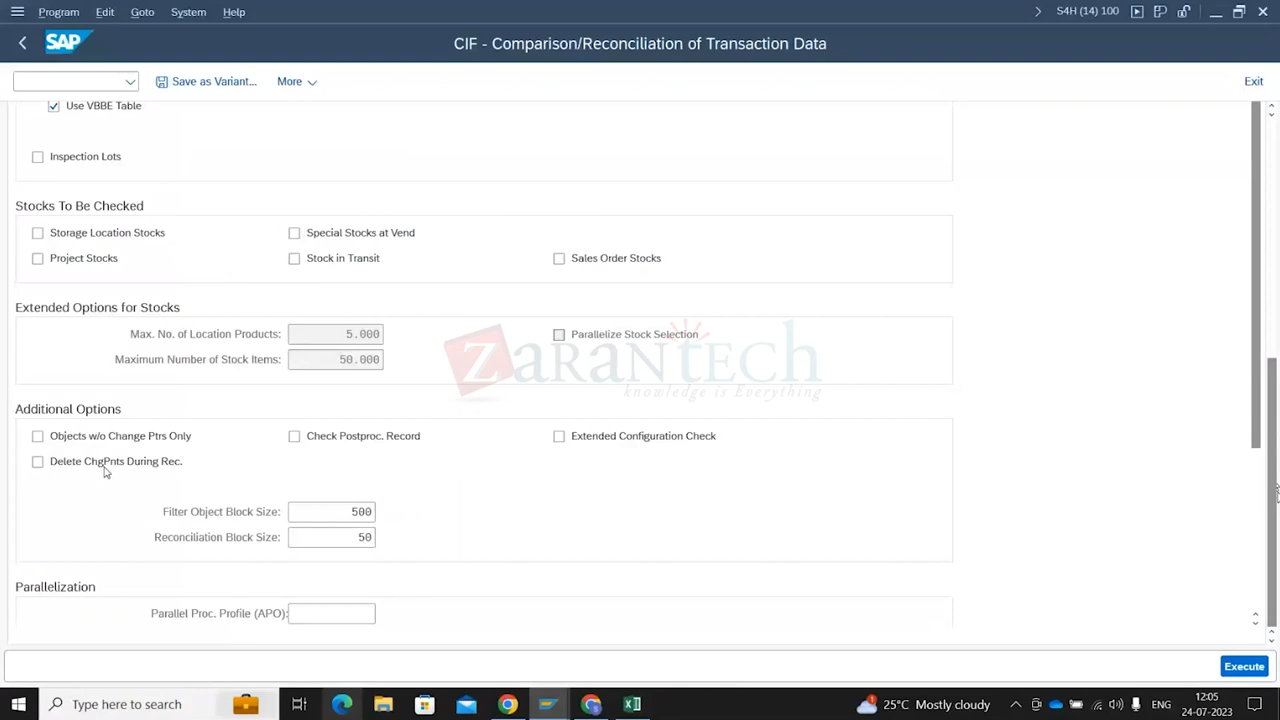 Program Edit Goto System Help S4H (14) 100
SAP CIF - Comparison/Reconciliation of Transaction Data
Save as Variant... More Exit
Use VBBE Table
Inspection Lots
Stocks To Be Checked
Storage Location Stocks Special Stocks at Vend
Project Stocks Stock in Transit Sales Order Stocks
Extended Options for Stocks
Max. No. of Location Products: 5.000 Parallelize Stock Selection
Maximum Number of Stock Items: 50.000
zarantech
knowledge is Everything
Additional Options
Objects w/o Change Ptrs Only Check Postproc. Record Extended Configuration Check
Delete ChgPnts During Rec.
Filter Object Block Size: 500
Reconciliation Block Size: 50
Parallelization
Parallel Proc. Profile (APO):
Execute
Type here to search 25°C Mostly cloudy ENG 12:05
24-07-2023